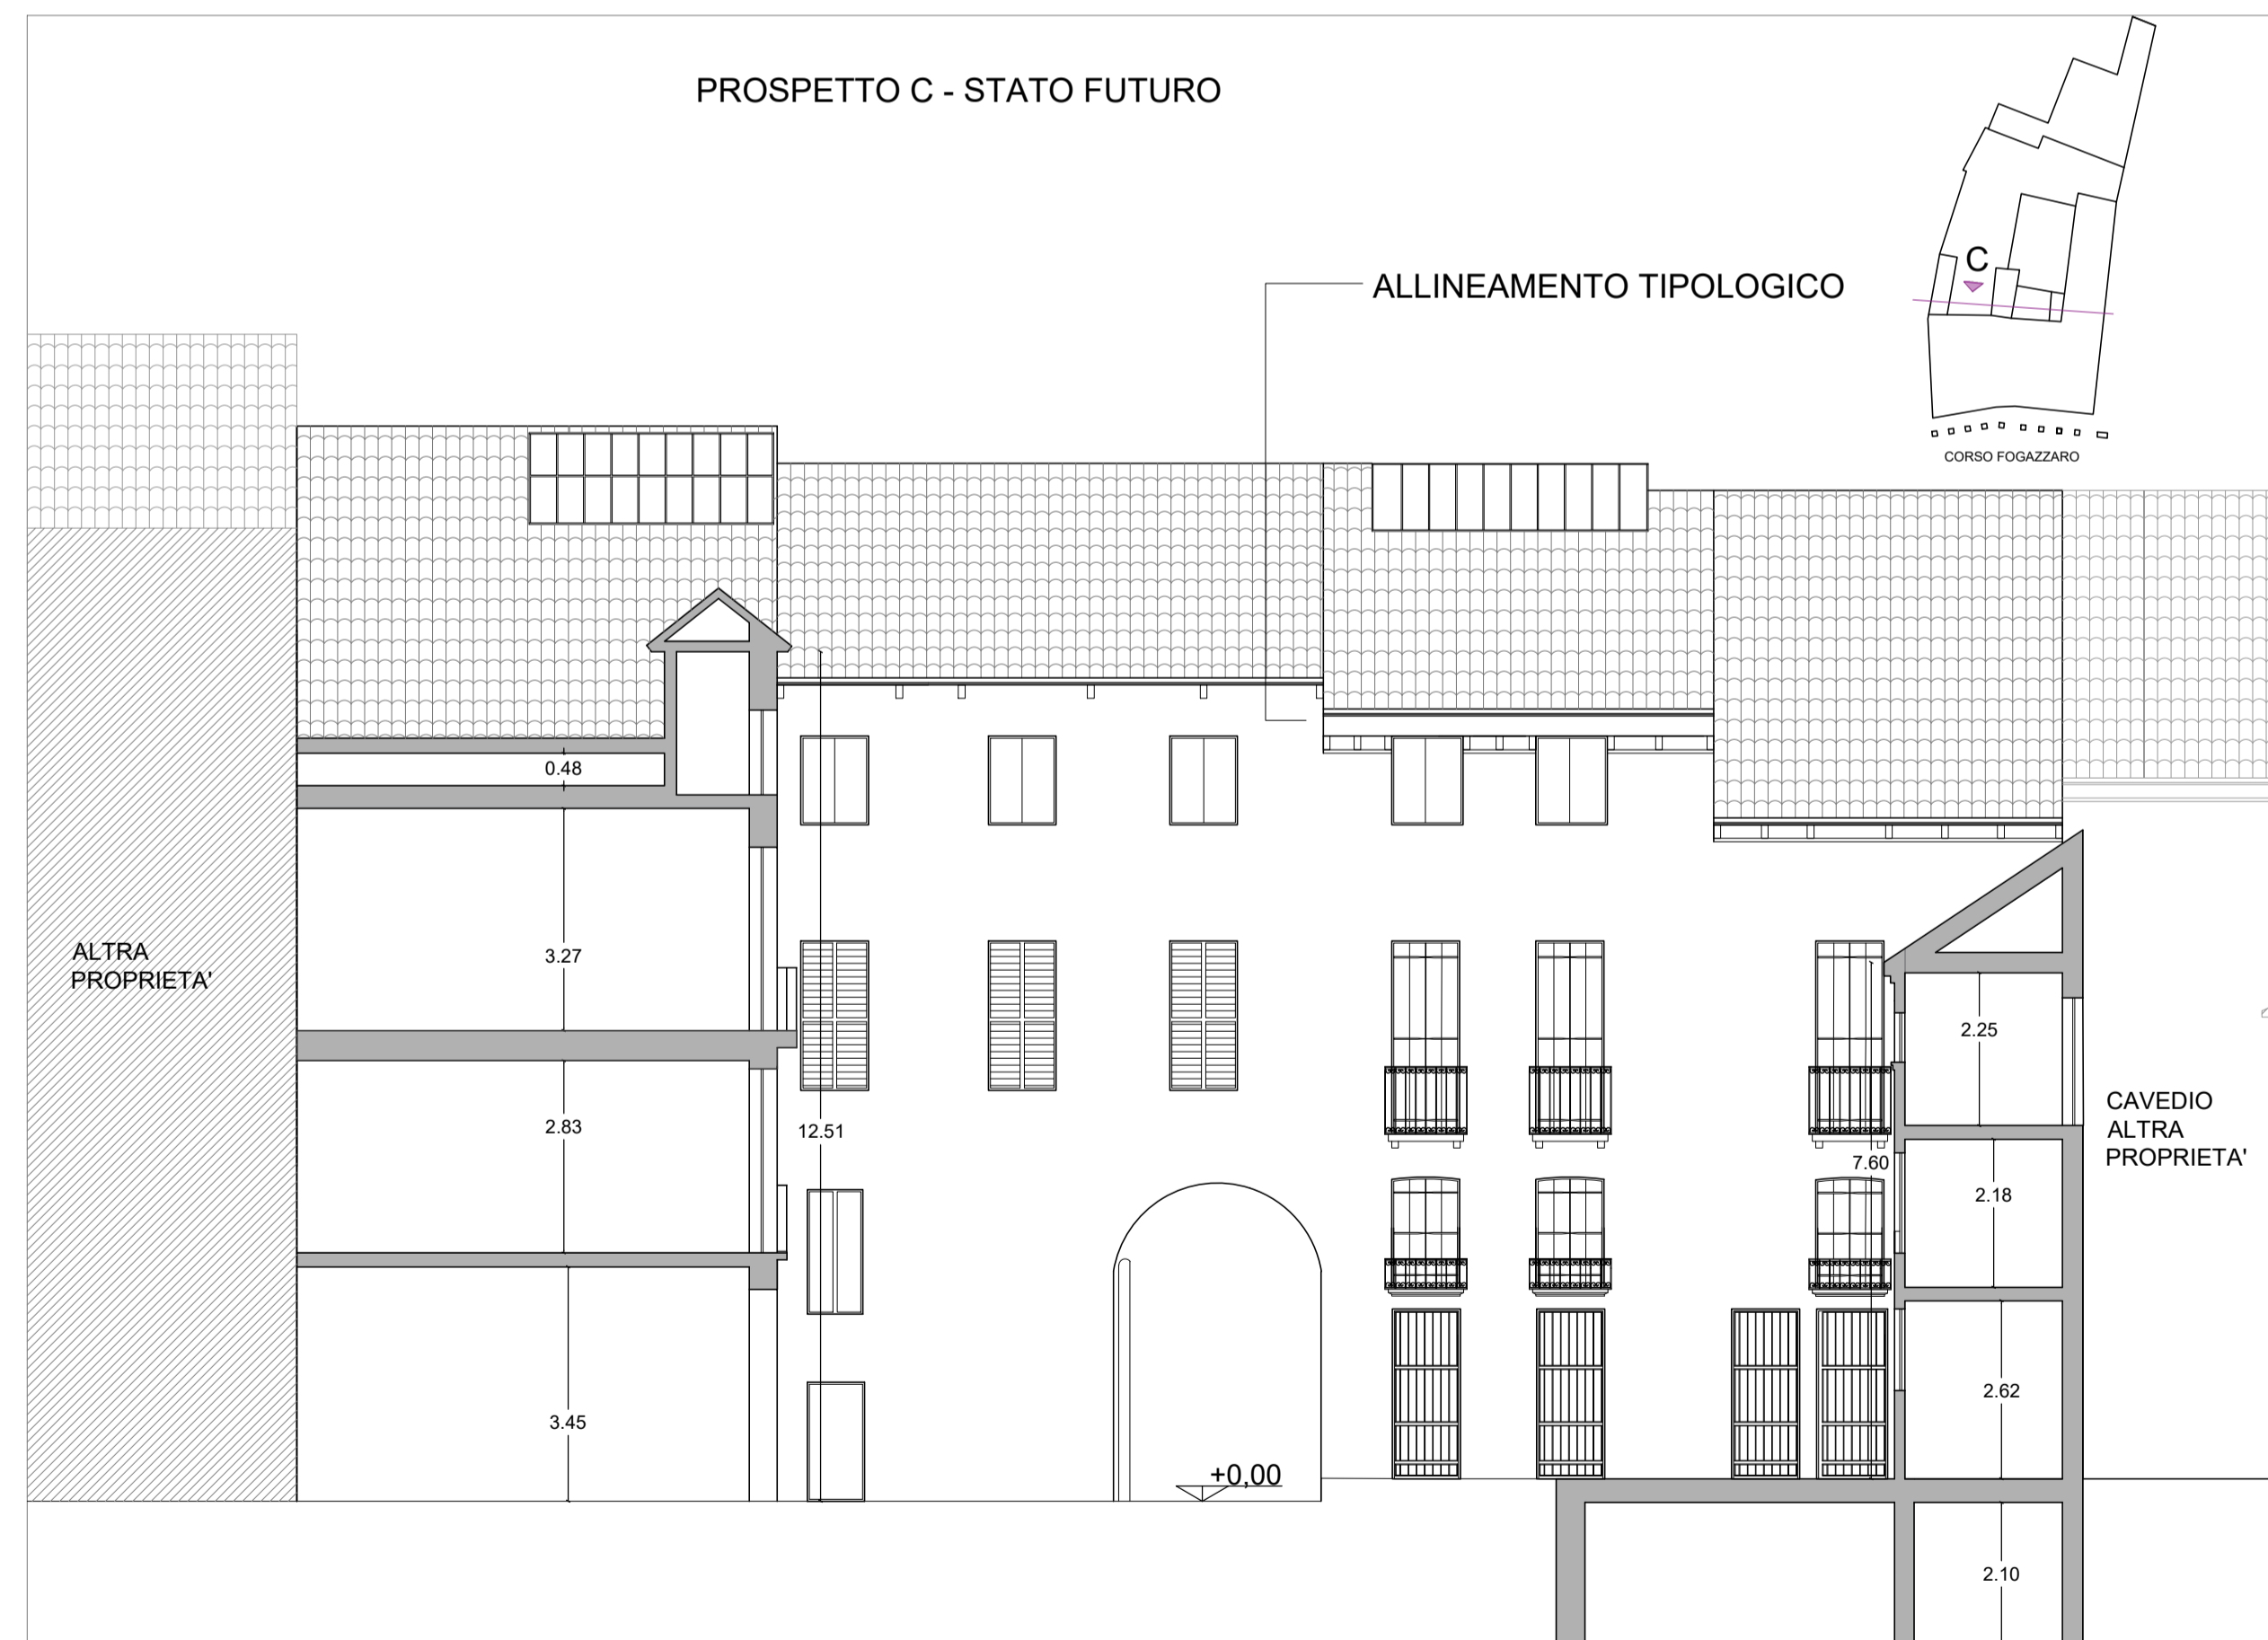 PROSPETTO C - STATO FUTURO
C
ALLINEAMENTO TIPOLOGICO
CORSO FOGAZZARO
0.48
3.27
ALTRA
PROPRIETA'
2.25
2.83
12.51
CAVEDIO
ALTRA
PROPRIETA'
7.60
2.18
2.62
3.45
+0,00
2.10